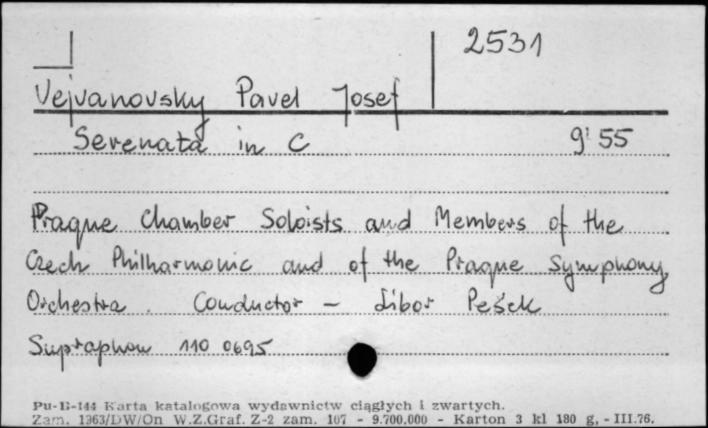 2531
Vejvanovsky Pavel Josef
Serenata in C 9'55
Prague Chamber Soloists and Members of the
Czech Philharmonic and of the Prague Symphony
Orchestra. Conductor - Libor Pešek
Supraphon 110 0695
Pu-B-144 Karta katalogowa wydawnictw ciągłych i zwartych.
Zam. 1363/DW/On W.Z.Graf. Z-2 zam. 107 - 9.700.000 - Karton 3 kl 180 g, - III.76.